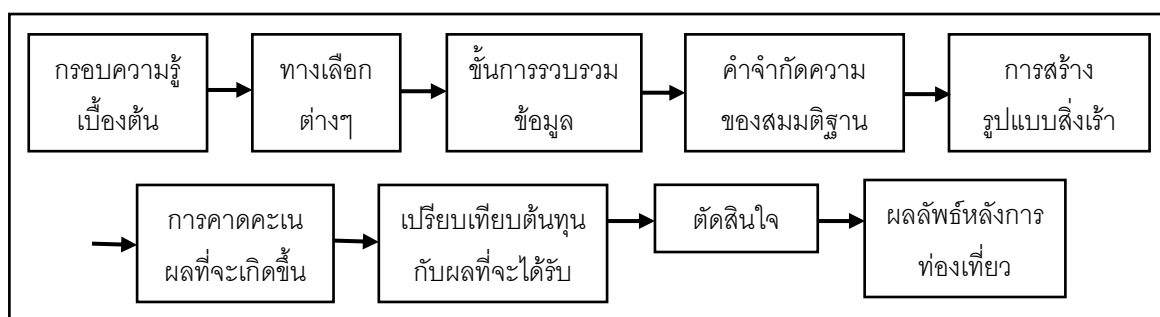 กรอบความรู้
เบื้องต้น
ทางเลือก
ต่างๆ
ขั้นการรวบรวม
ข้อมูล
คำจำกัดความ
ของสมมติฐาน
การสร้าง
รูปแบบสิ่งเร้า
การคาดคะเน
ผลที่จะเกิดขึ้น
เปรียบเทียบต้นทุน
กับผลที่จะได้รับ
ตัดสินใจ
ผลลัพธ์หลังการ
ท่องเที่ยว